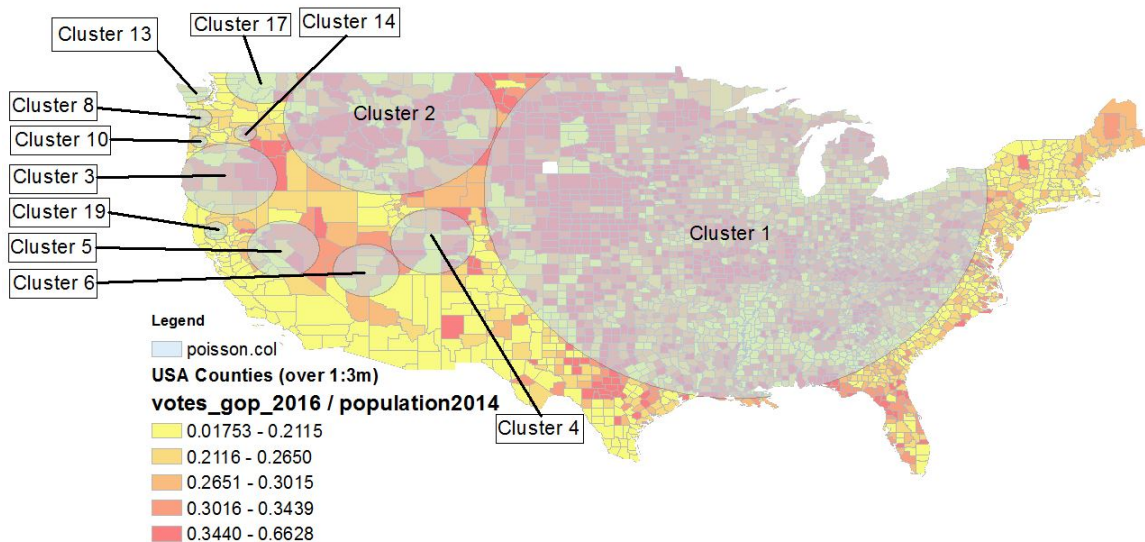 Cluster 13
Cluster 17
Cluster 14
Cluster 8
Cluster 2
Cluster 10
Cluster 3
Cluster 19
Cluster 1
Cluster 5
Cluster 6
Legend
poisson.col
USA Counties (over 1:3m)
votes_gop_2016 / population2014
Cluster 4
0.01753 - 0.2115
0.2116 - 0.2650
0.2651 - 0.3015
0.3016 - 0.3439
0.3440 - 0.6628